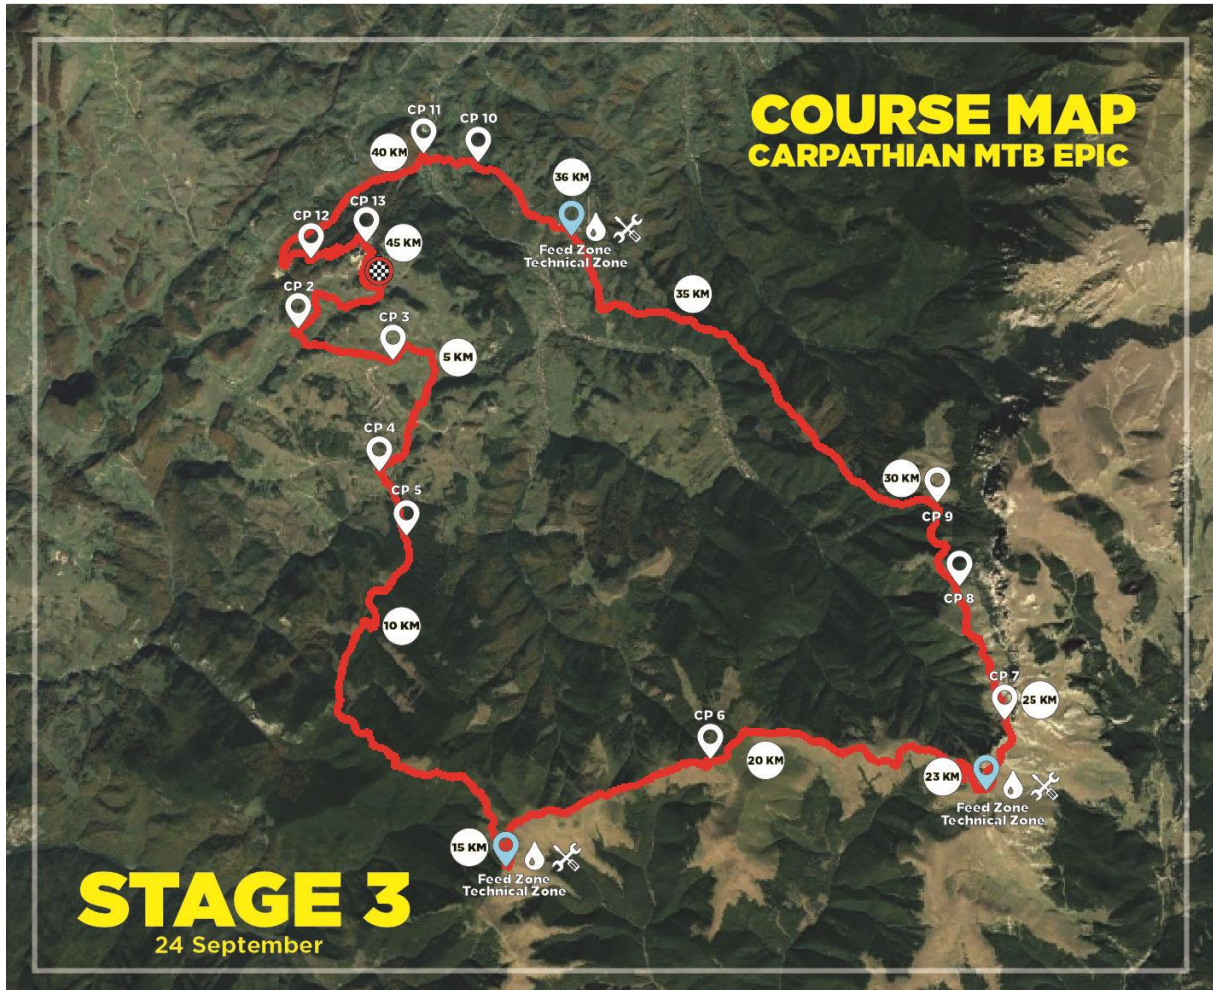 COURSE MAP
CARPATHIAN MTB EPIC
CP 11
CP 10
40 KM
36 KM
CP 13
CP 12
45 KM
Feed Zone
Technical Zone
CP 2
35 KM
CP 3
5 KM
CP 4
30 KM
CP 5
CP 9
CP 8
10 KM
CP 7
25 KM
CP 6
20 KM
23 KM
Feed Zone
Technical Zone
15 KM
Feed Zone
Technical Zone
STAGE 3
24 September